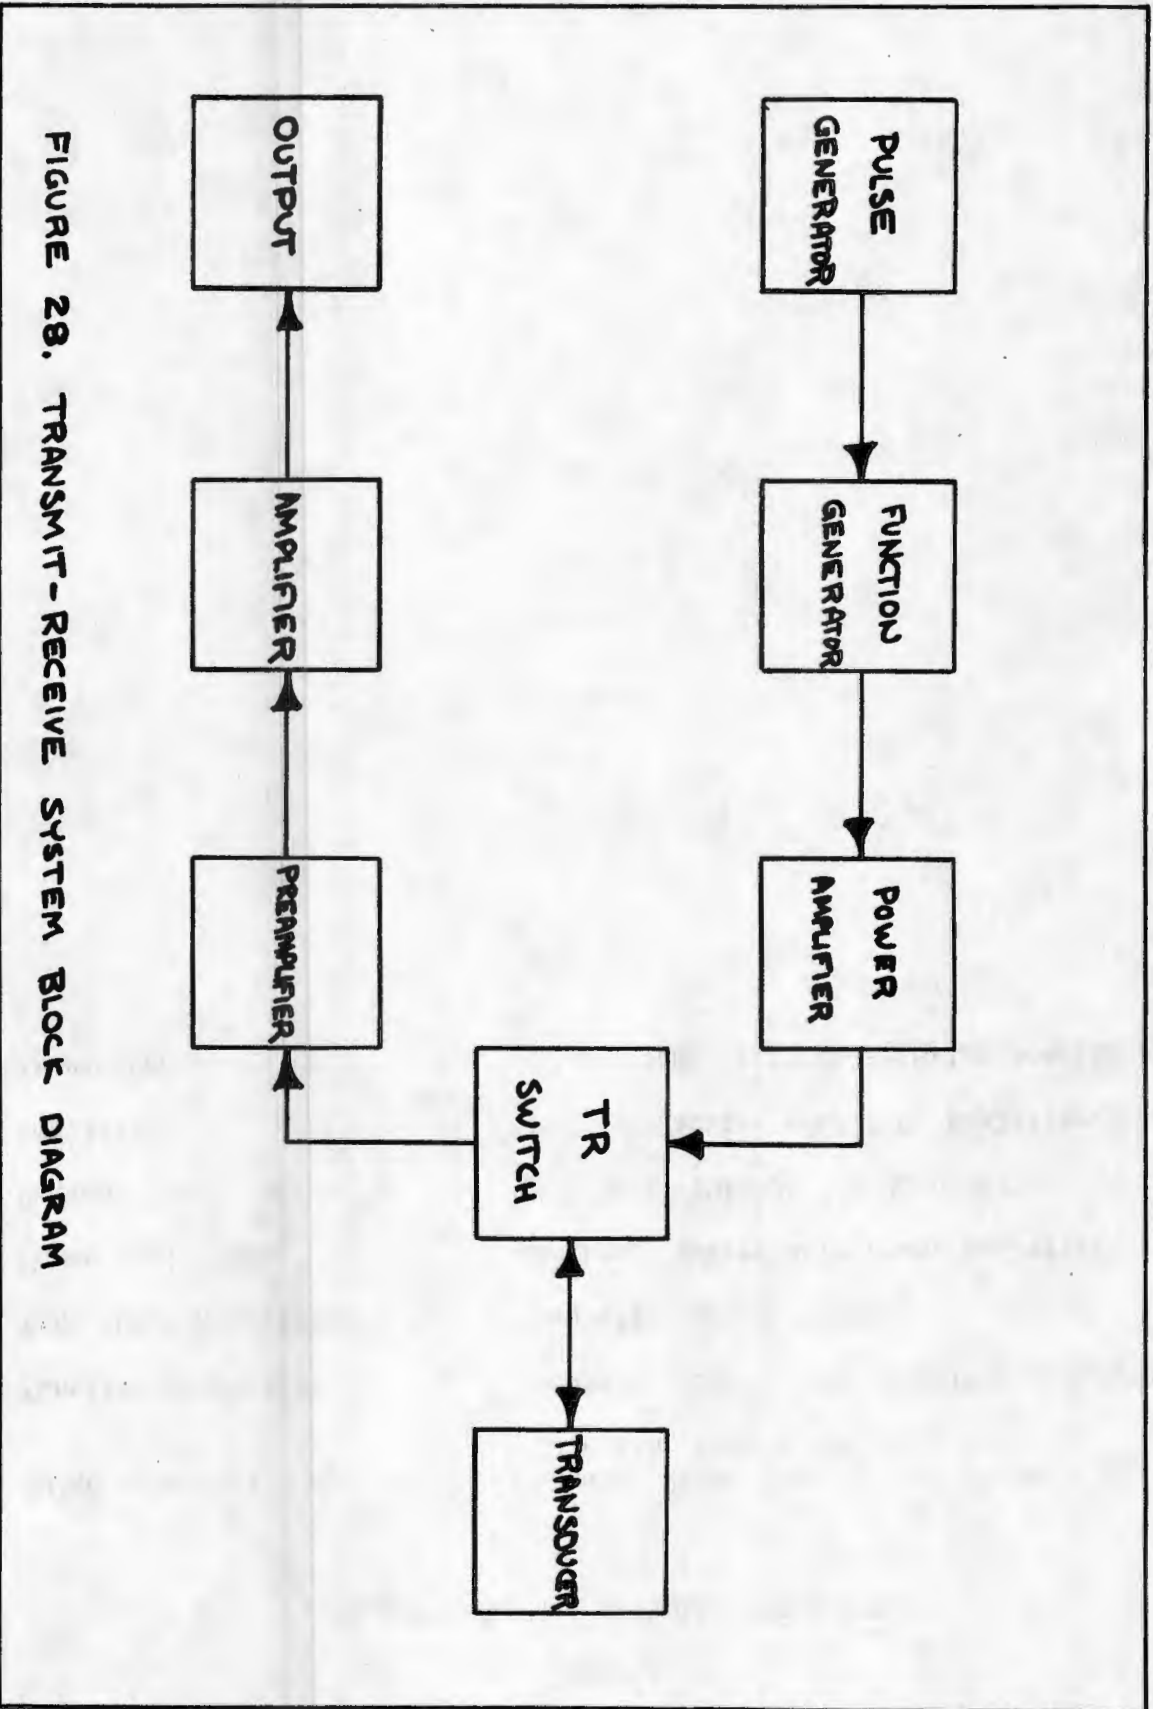 PULSE
GENERATOR
FUNCTION
GENERATOR
POWER
AMPLIFIER
TR
SWITCH
TRANSDUCER
PREAMPLIFIER
AMPLIFIER
OUTPUT
FIGURE 28. TRANSMIT-RECEIVE SYSTEM BLOCK DIAGRAM